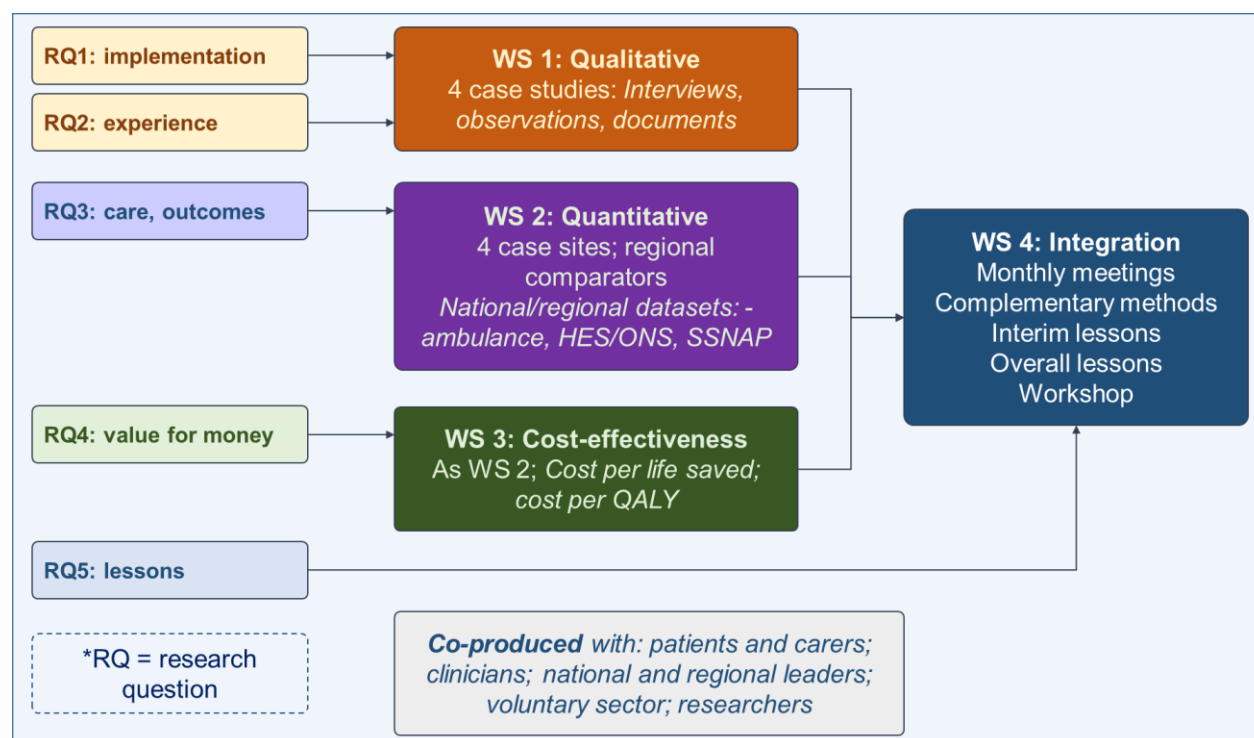 RQ1: implementation
RQ2: experience
WS 1: Qualitative
4 case studies: Interviews,
observations, documents
RQ3: care, outcomes
WS 2: Quantitative
4 case sites; regional
comparators
National/regional datasets: -
ambulance, HES/ONS, SSNAP
RQ4: value for money
WS 3: Cost-effectiveness
As WS 2; Cost per life saved;
cost per QALY
WS 4: Integration
Monthly meetings
Complementary methods
Interim lessons
Overall lessons
Workshop
RQ5: lessons
*RQ = research
question
Co-produced with: patients and carers;
clinicians; national and regional leaders;
voluntary sector; researchers